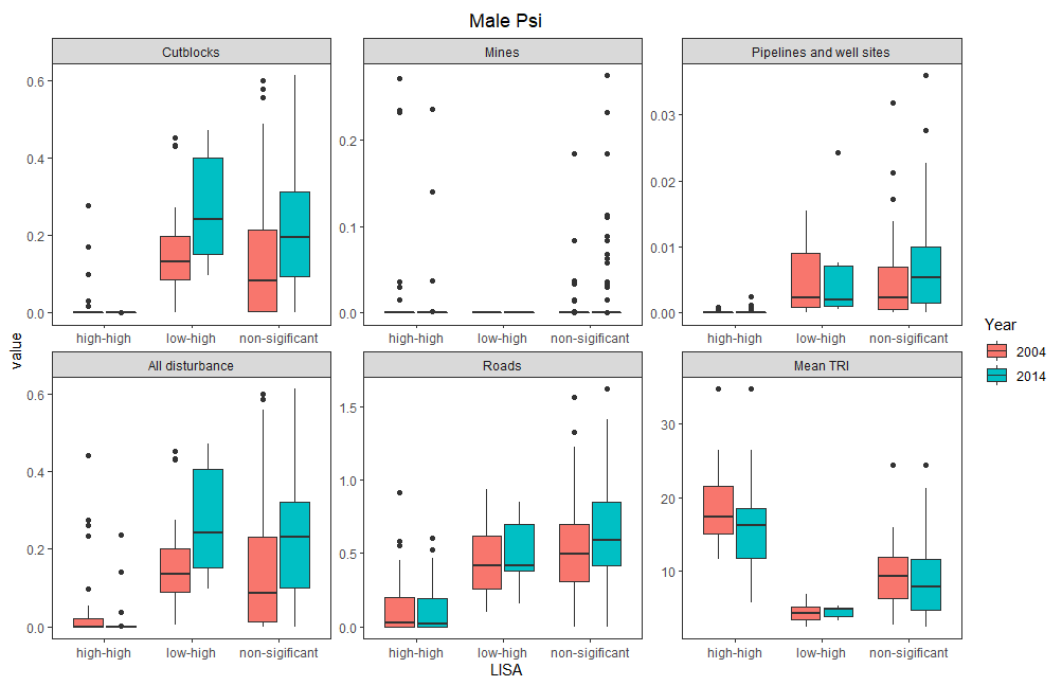 Male Psi
Cutblocks
Mines
Pipelines and well sites
0.6
0.4
0.2
0.0
0.2
0.1
0.0
0.03
0.02
0.01
0.00
high-high
low-high
non-sigificant
high-high
low-high
non-sigificant
high-high
low-high
non-sigificant
value
All disturbance
Roads
Mean TRI
0.6
0.4
0.2
0.0
1.5
1.0
0.5
0.0
30
20
10
high-high
low-high
non-sigificant
high-high
low-high
non-sigificant
high-high
low-high
non-sigificant
LISA
Year
2004
2014